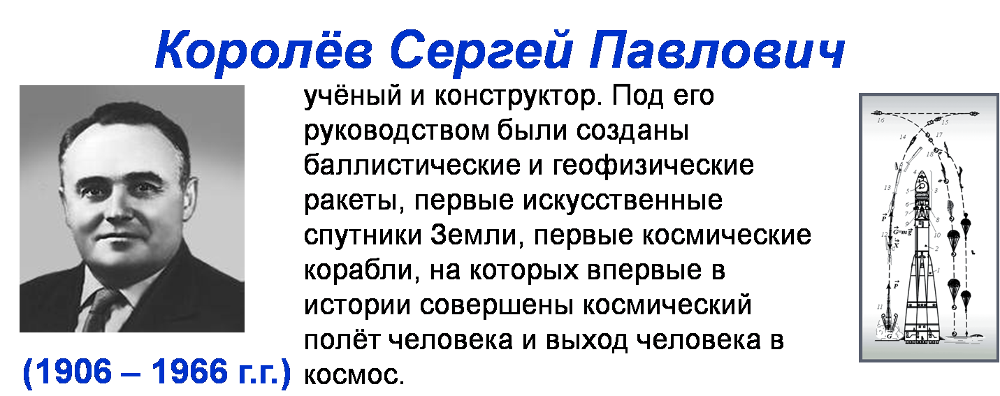 Королёв Сергей Павлович
учёный и конструктор. Под его
руководством были созданы
баллистические и геофизические
ракеты, первые искусственные
спутники Земли, первые космические
корабли, на которых впервые в
истории совершены космический
полёт человека и выход человека в
космос.
(1906 – 1966 г.г.)
16
15
14
17
18
4
13
5
3
6
7
8
9
10
P
G=mg
12
X
2
1
P
11
G